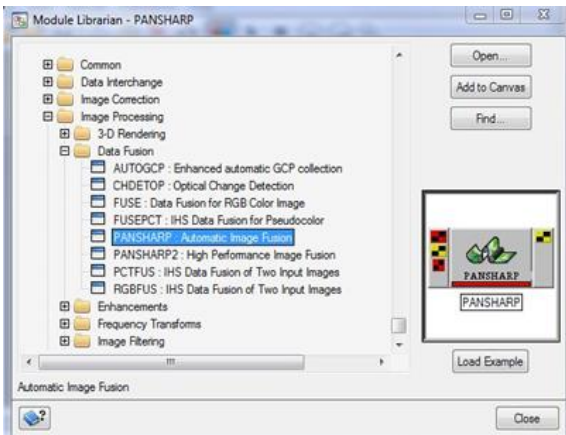 Module Librarian - PANSHARP
Common
Data Interchange
Image Correction
Image Processing
3-D Rendering
Data Fusion
AUTOGCP : Enhanced automatic GCP collection
CHDETOP : Optical Change Detection
FUSE : Data Fusion for RGB Color Image
FUSEPCT : IHS Data Fusion for Pseudocolor
PANSHARP : Automatic Image Fusion
PANSHARP2 : High Performance Image Fusion
PCTFUS : IHS Data Fusion of Two Input Images
RGBFUS : IHS Data Fusion of Two Input Images
Enhancements
Frequency Transforms
Image Filtering
Open...
Add to Canvas
Find...
PANSHARP
PANSHARP
Load Example
Automatic Image Fusion
Close